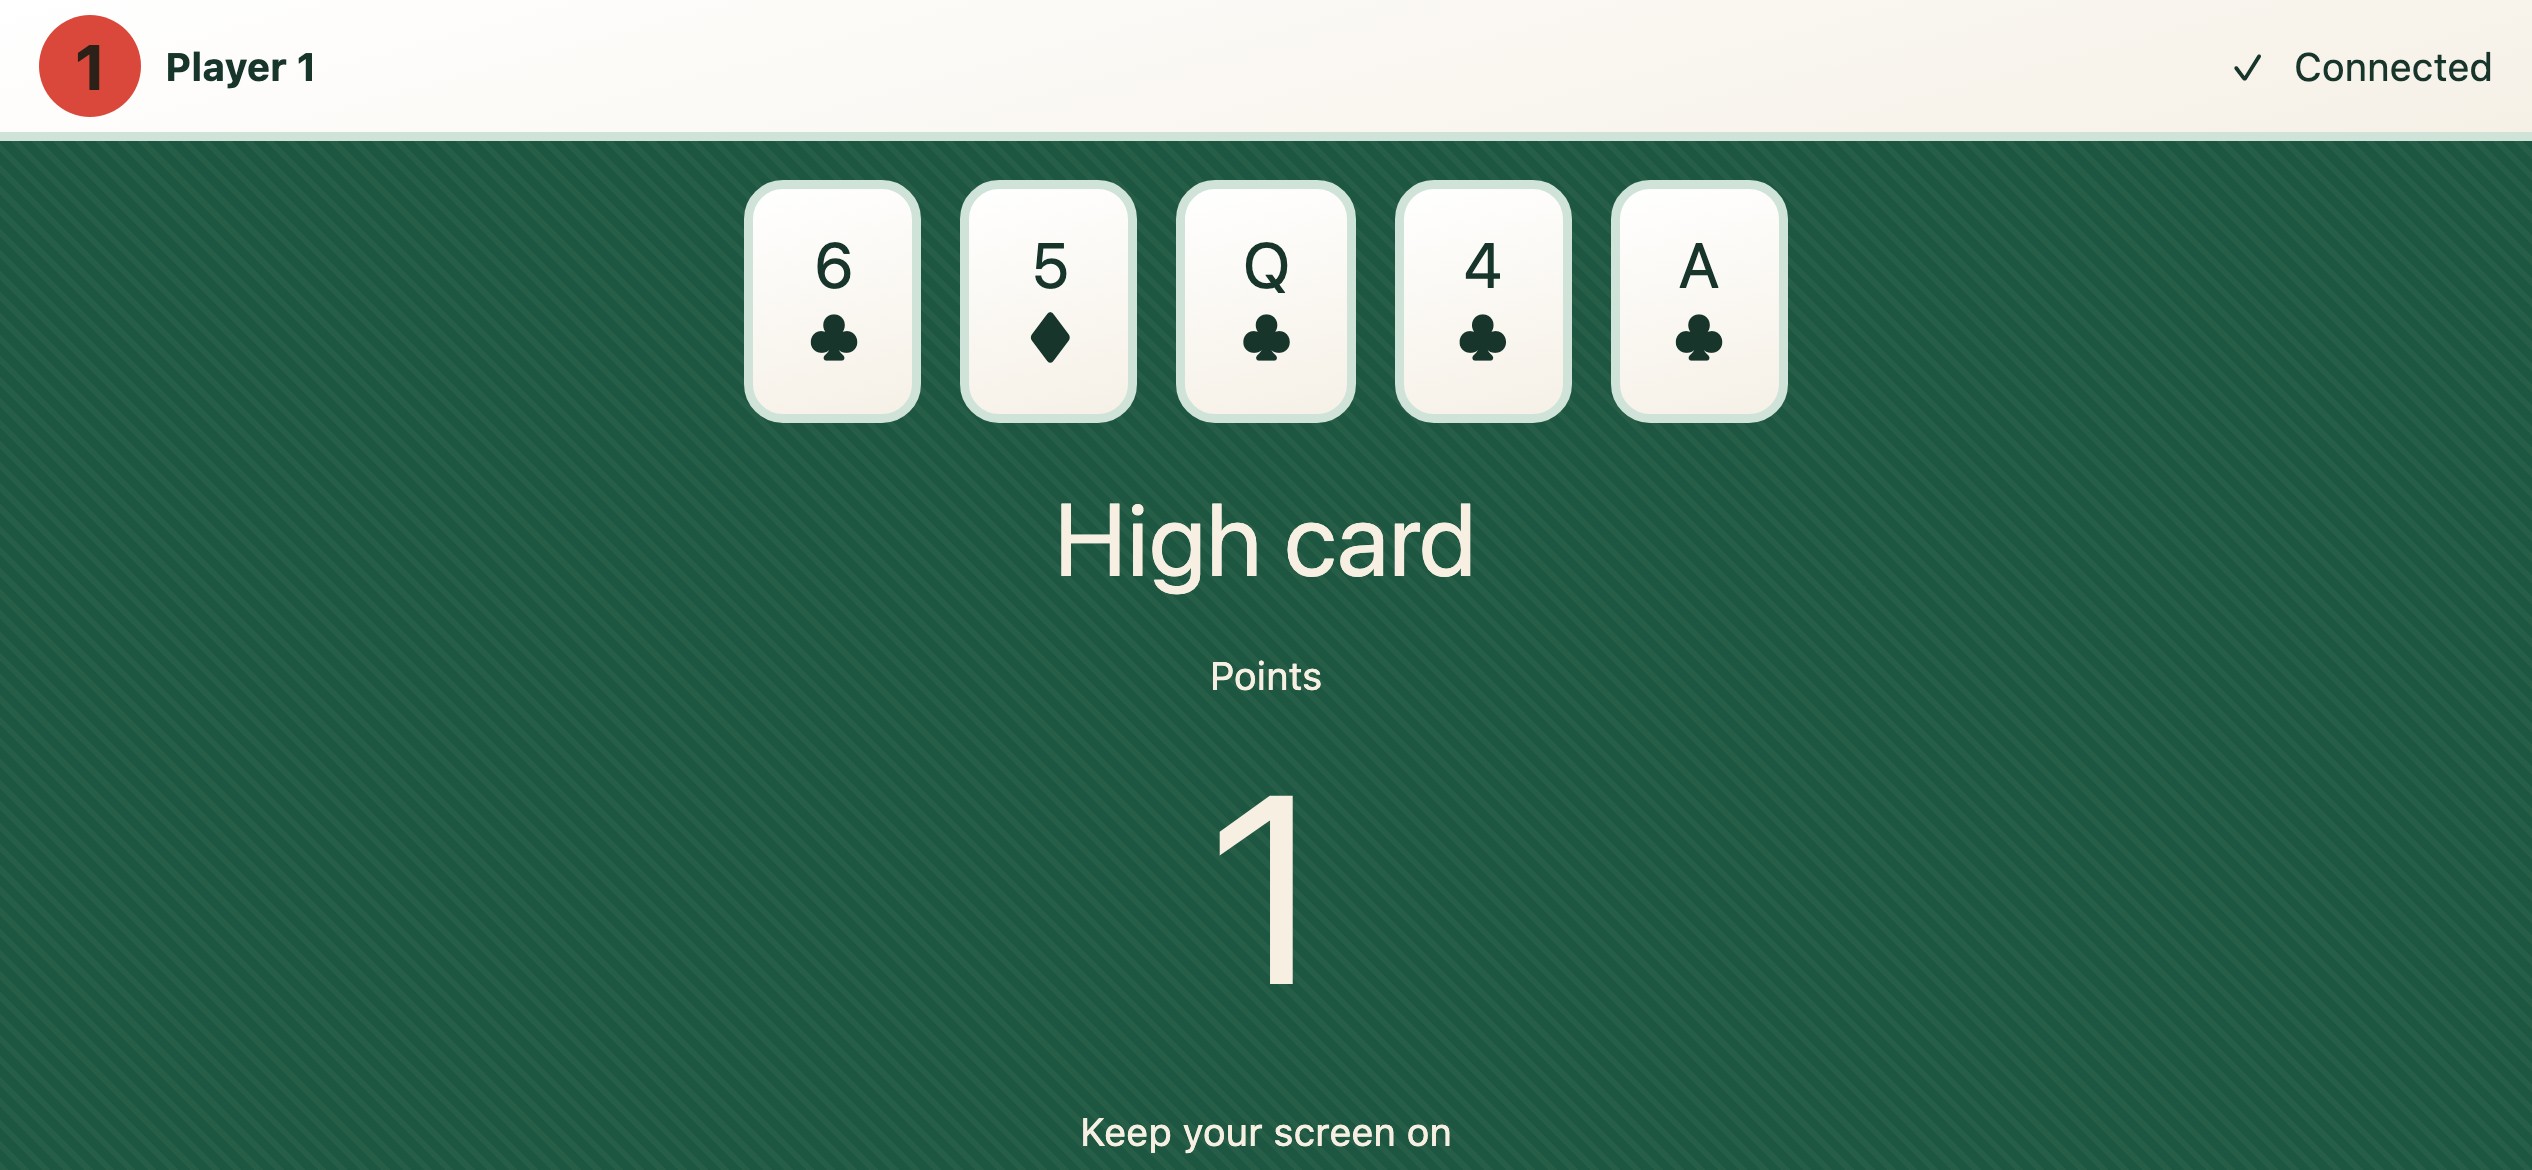 1 Player 1 ✓ Connected
6 5 Q 4 A
♣ ♦ ♣ ♣ ♣
High card
Points
1
Keep your screen on